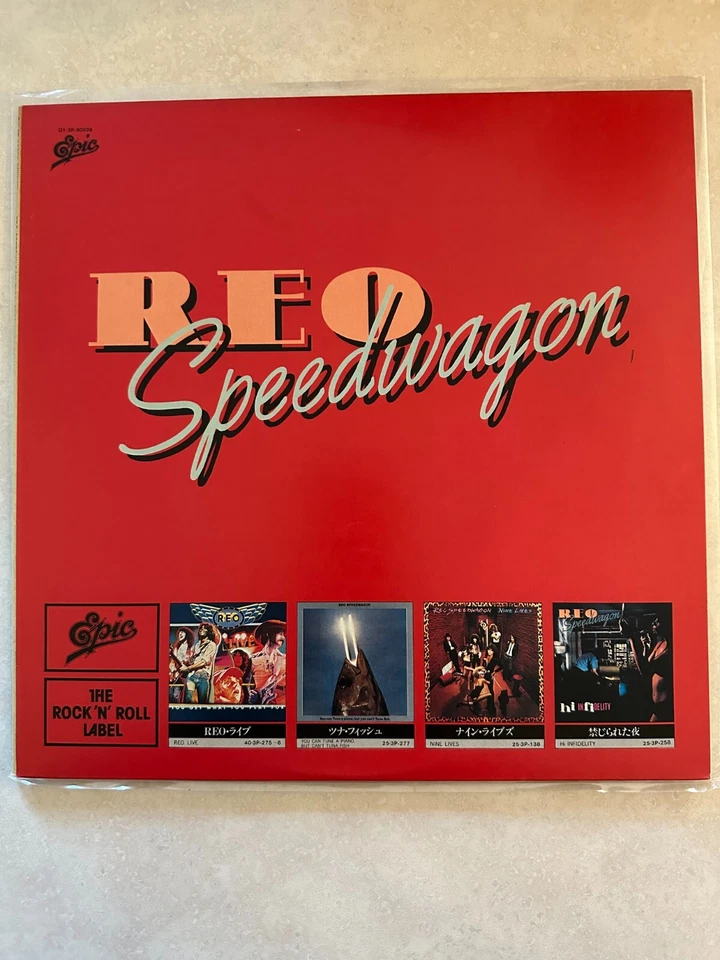 Epic
REO
Speedwagon
Epic
THE
ROCK 'N' ROLL
LABEL
REO
LIVE
REO・ライブ
REO LIVE 40・3P-275~6
REO SPEEDWAGON
ツナ・フィッシュ
YOU CAN TUNE A PIANO,
BUT CAN'T TUNA FISH 25・3P-277
REO SPEEDWAGON NINE LIVES
ナイン・ライブズ
NINE LIVES 25・3P-138
REO
Speedwagon
hi INFIDELITY
禁じられた夜
Hi INFIDELITY 25・3P-258